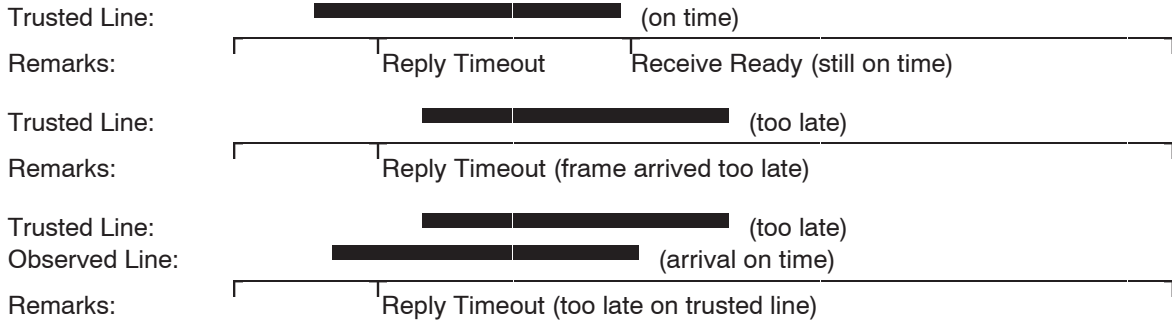 Trusted Line: (on time)
Remarks: Reply Timeout Receive Ready (still on time)
Trusted Line: (too late)
Remarks: Reply Timeout (frame arrived too late)
Trusted Line: (too late)
Observed Line: (arrival on time)
Remarks: Reply Timeout (too late on trusted line)